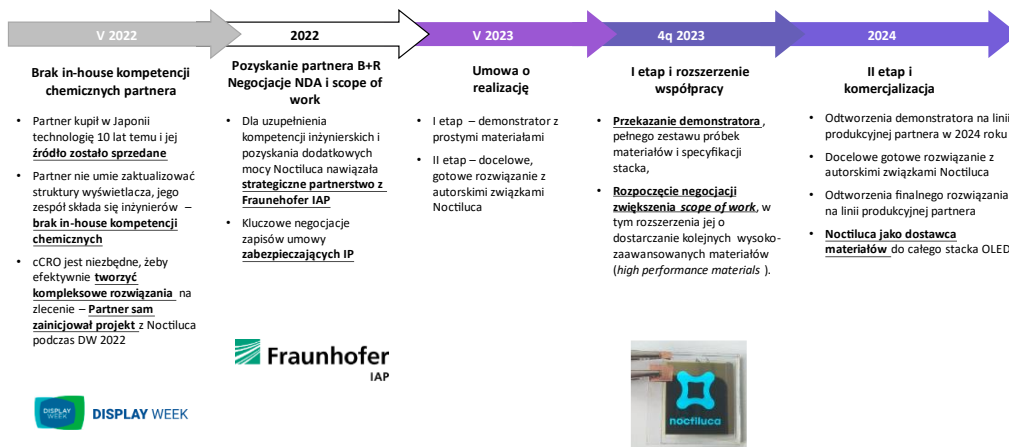 V 2022
2022
V 2023
4q 2023
2024
Brak in-house kompetencji
chemicznych partnera
• Partner kupił w Japonii
technologię 10 lat temu i jej
źródło zostało sprzedane
• Partner nie umie zaktualizować
struktury wyświetlacza, jego
zespół składa się inżynierów –
brak in-house kompetencji
chemicznych
• cCRO jest niezbędne, żeby
efektywnie tworzyć
kompleksowe rozwiązania na
zlecenie – Partner sam
zainicjował projekt z Noctiluca
podczas DW 2022
DISPLAY
WEEK
DISPLAY WEEK
Pozyskanie partnera B+R
Negocjacje NDA i scope of
work
• Dla uzupełnienia
kompetencji inżynierskich i
pozyskania dodatkowych
mocy Noctiluca nawiązała
strategiczne partnerstwo z
Fraunehofer IAP
• Kluczowe negocjacje
zapisów umowy
zabezpieczających IP
Fraunhofer
IAP
Umowa o
realizację
• I etap – demonstrator z
prostymi materiałami
• II etap – docelowe,
gotowe rozwiązanie z
autorskimi związkami
Noctiluca
I etap i rozszerzenie
współpracy
• Przekazanie demonstratora,
pełnego zestawu próbek
materiałów i specyfikacji
stacka,
• Rozpoczęcie negocjacji
zwiększenia scope of work, w
tym rozszerzenia jej o
dostarczanie kolejnych wysoko-
zaawansowanych materiałów
(high performance materials ).
noctiluca
II etap i
komercjalizacja
• Odtworzenia demonstratora na linii
produkcyjnej partnera w 2024 roku
• Docelowe gotowe rozwiązanie z
autorskimi związkami Noctiluca
• Odtworzenia finalnego rozwiązania
na linii produkcyjnej partnera
• Noctiluca jako dostawca
materiałów do całego stacka OLED